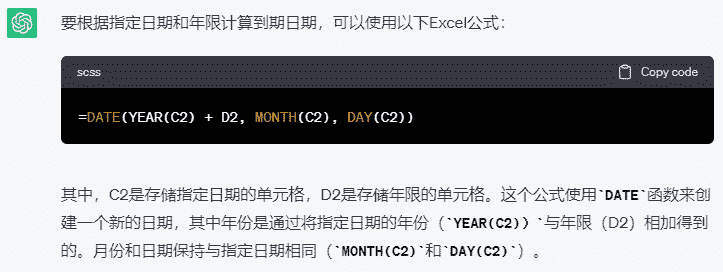 要根据指定日期和年限计算到期日期，可以使用以下Excel公式：
scss
Copy code
=DATE(YEAR(C2) + D2, MONTH(C2), DAY(C2))
其中，C2是存储指定日期的单元格，D2是存储年限的单元格。这个公式使用`DATE`函数来创
建一个新的日期，其中年份是通过将指定日期的年份（`YEAR(C2)）`与年限（D2）相加得到
的。月份和日期保持与指定日期相同（`MONTH(C2)`和`DAY(C2)`）。